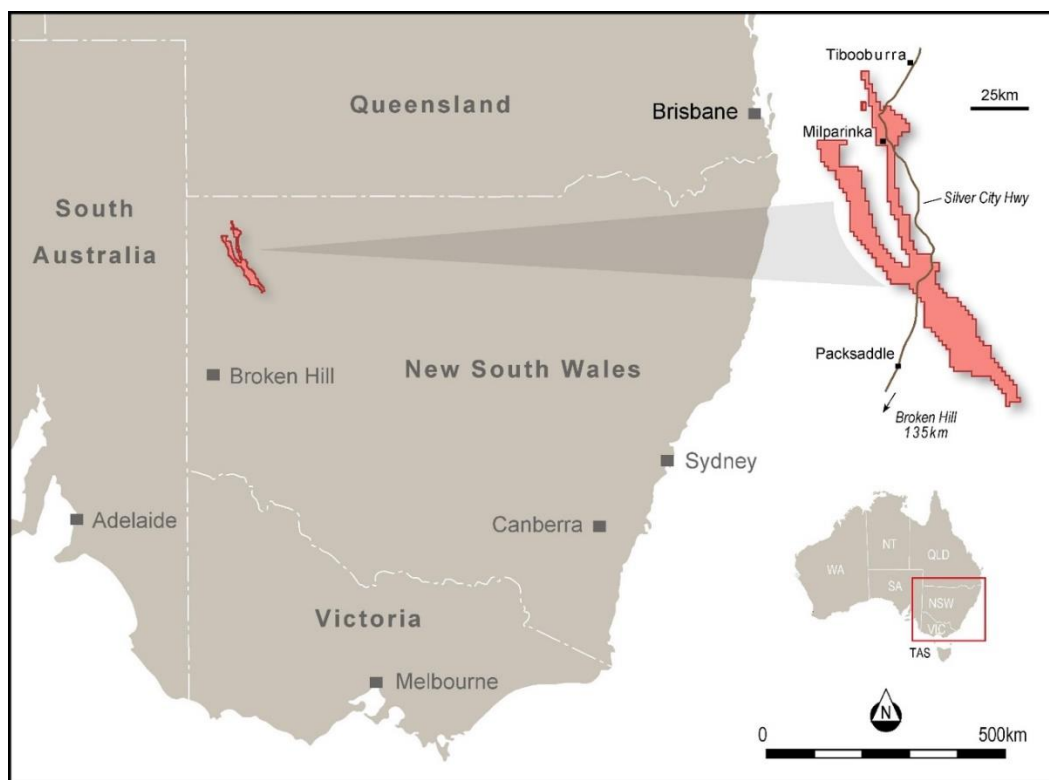 Queensland
Brisbane
South
Australia
New South Wales
Broken Hill
Sydney
Adelaide
Canberra
Victoria
Melbourne
Tibooburra
25km
Milparinka
Silver City Hwy
Packsaddle
Broken Hill
135km
NT
QLD
WA
SA
NSW
VIC
TAS
N
0
500km